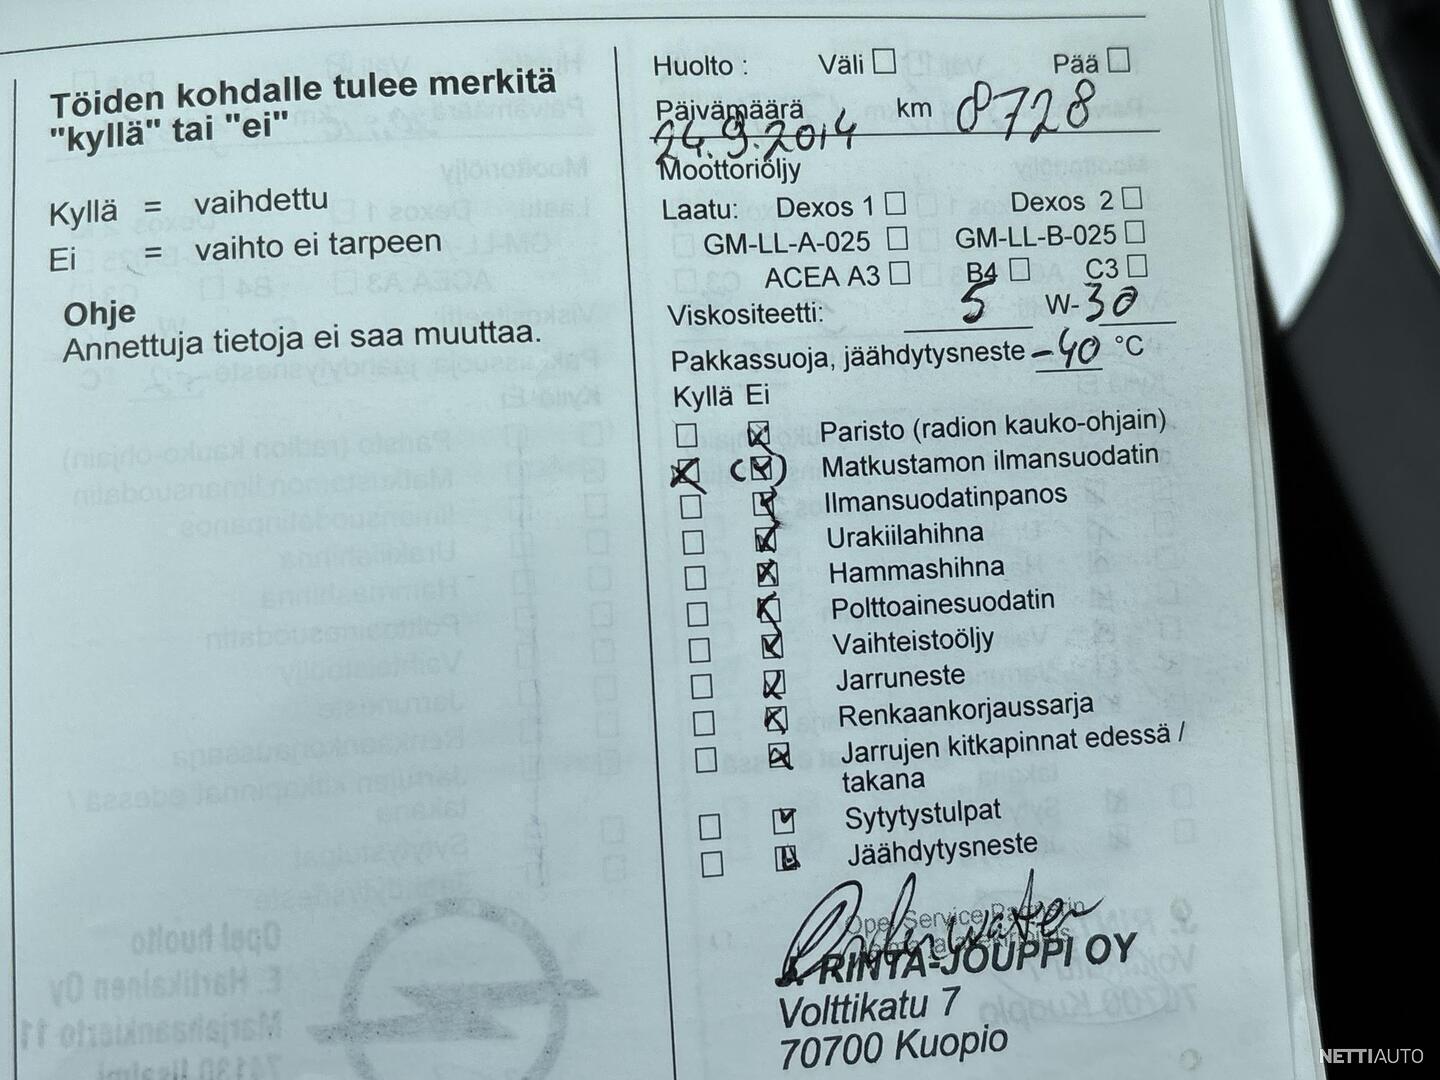 Töiden kohdalle tulee merkitä
"kyllä" tai "ei"
Kyllä = vaihdettu
Ei = vaihto ei tarpeen
Ohje
Annettuja tietoja ei saa muuttaa.
Huolto : Väli Pää
Päivämäärä km 8728
24.9.2014
Moottoriöljy
Laatu: Dexos 1 Dexos 2
GM-LL-A-025 GM-LL-B-025
ACEA A3 B4 C3
Viskositeetti: 5 W-30
Pakkassuoja, jäähdytysneste -40 °C
Kyllä Ei
Paristo (radion kauko-ohjain)
Matkustamon ilmansuodatin
Ilmansuodatinpanos
Urakiilahihna
Hammashihna
Polttoainesuodatin
Vaihteistoöljy
Jarruneste
Renkaankorjaussarja
Jarrujen kitkapinnat edessä /
takana
Sytytystulpat
Jäähdytysneste
Opel Service Partnerin
J. RINTA-JOUPPI OY
Volttikatu 7
70700 Kuopio
NETTIAUTO